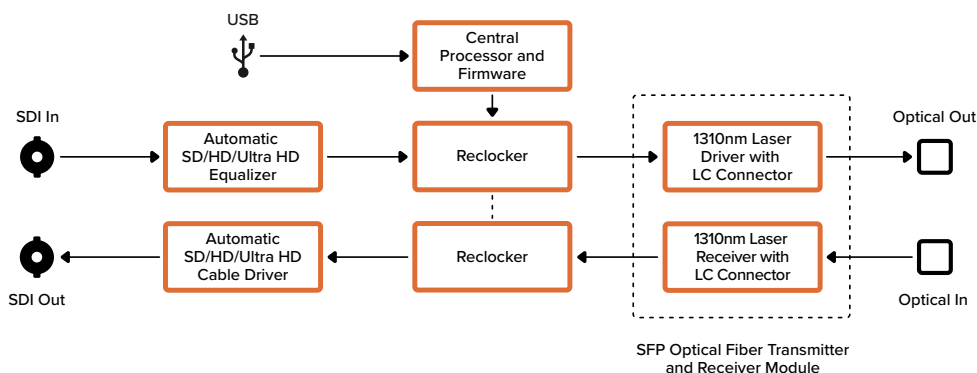 USB
Central
Processor and
Firmware
SDI In
Automatic
SD/HD/Ultra HD
Equalizer
Reclocker
1310nm Laser
Driver with
LC Connector
Optical Out
SDI Out
Automatic
SD/HD/Ultra HD
Cable Driver
Reclocker
1310nm Laser
Receiver with
LC Connector
Optical In
SFP Optical Fiber Transmitter
and Receiver Module